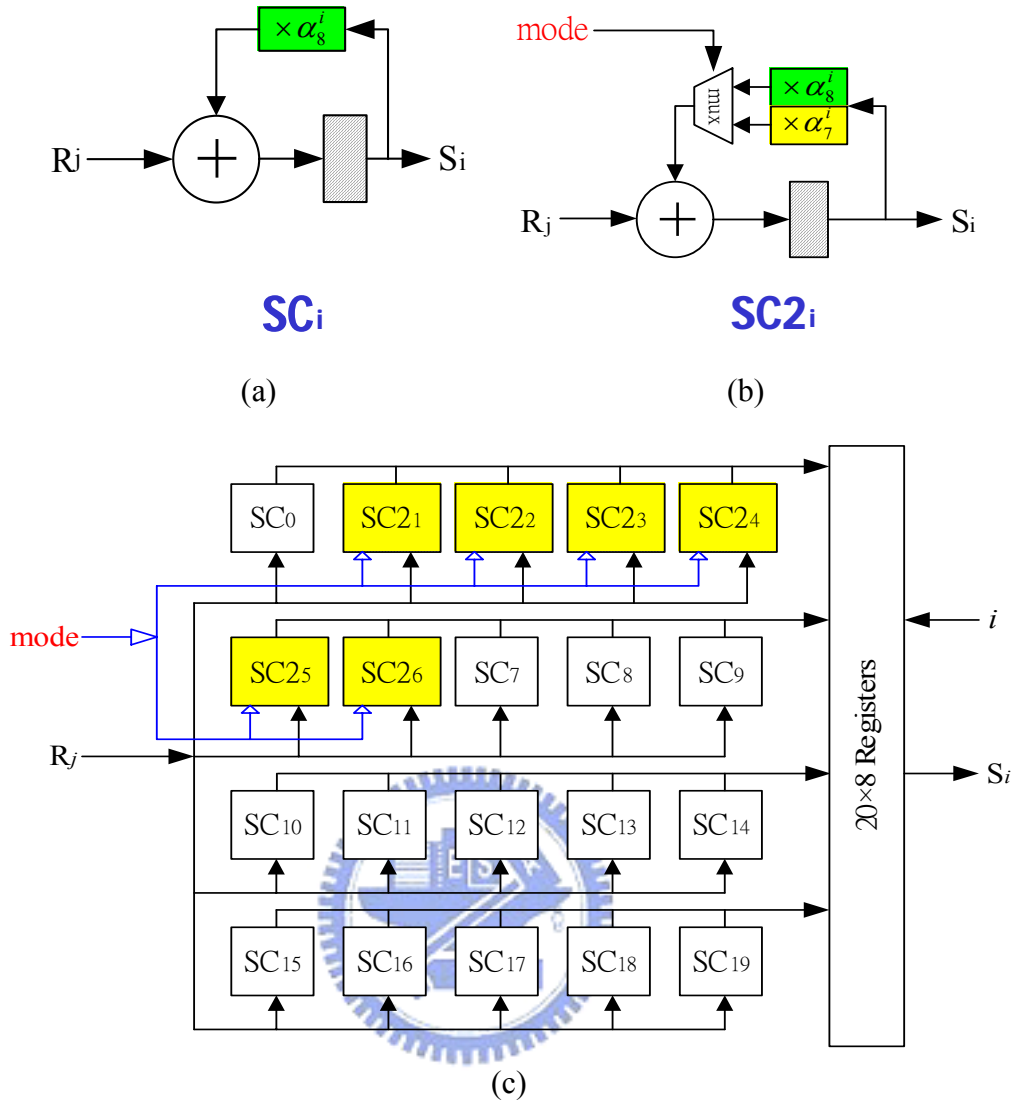 × α₈ⁱ
Rj
+
Si
SCi
(a)
mode
mux
× α₈ⁱ
× α₇ⁱ
Rj
+
Si
SC2i
(b)
SC0 SC21 SC22 SC23 SC24
mode
SC25 SC26 SC7 SC8 SC9
Rj
SC10 SC11 SC12 SC13 SC14
SC15 SC16 SC17 SC18 SC19
20×8 Registers
i
Si
(c)